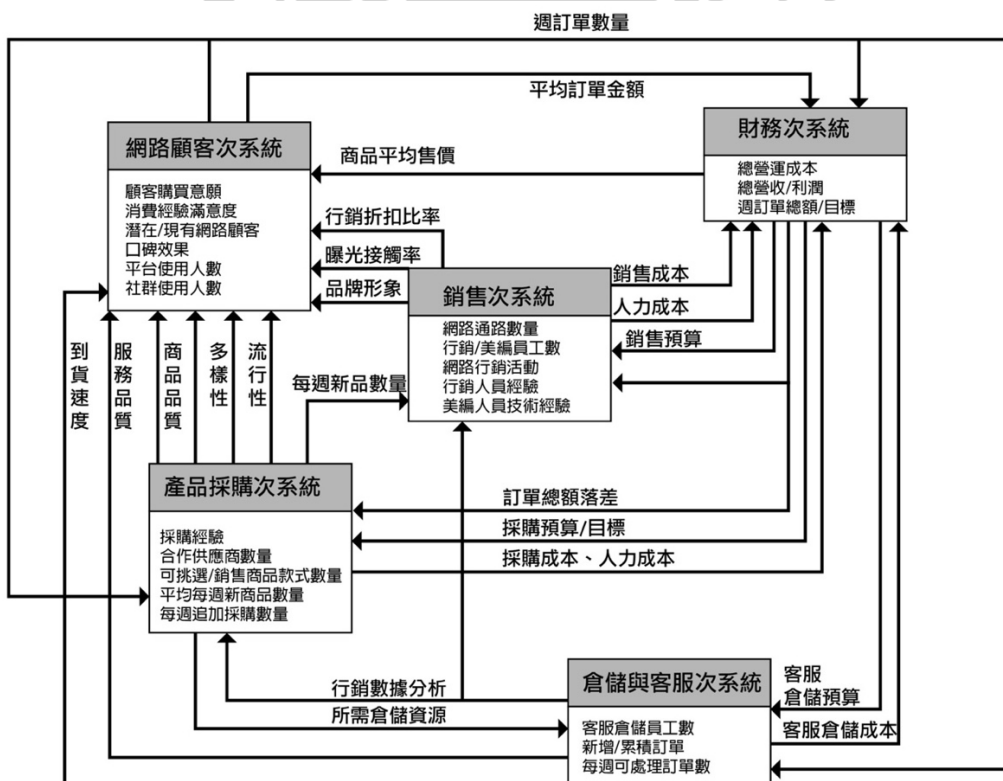 週訂單數量
平均訂單金額
網路顧客次系統
顧客購買意願
消費經驗滿意度
潛在/現有網路顧客
口碑效果
平台使用人數
社群使用人數
財務次系統
總營運成本
總營收/利潤
週訂單總額/目標
商品平均售價
行銷折扣比率
曝光接觸率
品牌形象
銷售次系統
網路通路數量
行銷/美編員工數
網路行銷活動
行銷人員經驗
美編人員技術經驗
銷售成本
人力成本
銷售預算
到貨速度
服務品質
商品品質
多樣性
流行性
每週新品數量
產品採購次系統
採購經驗
合作供應商數量
可挑選/銷售商品款式數量
平均每週新商品數量
每週追加採購數量
訂單總額落差
採購預算/目標
採購成本、人力成本
行銷數據分析
所需倉儲資源
倉儲與客服次系統
客服倉儲員工數
新增/累積訂單
每週可處理訂單數
客服
倉儲預算
客服倉儲成本